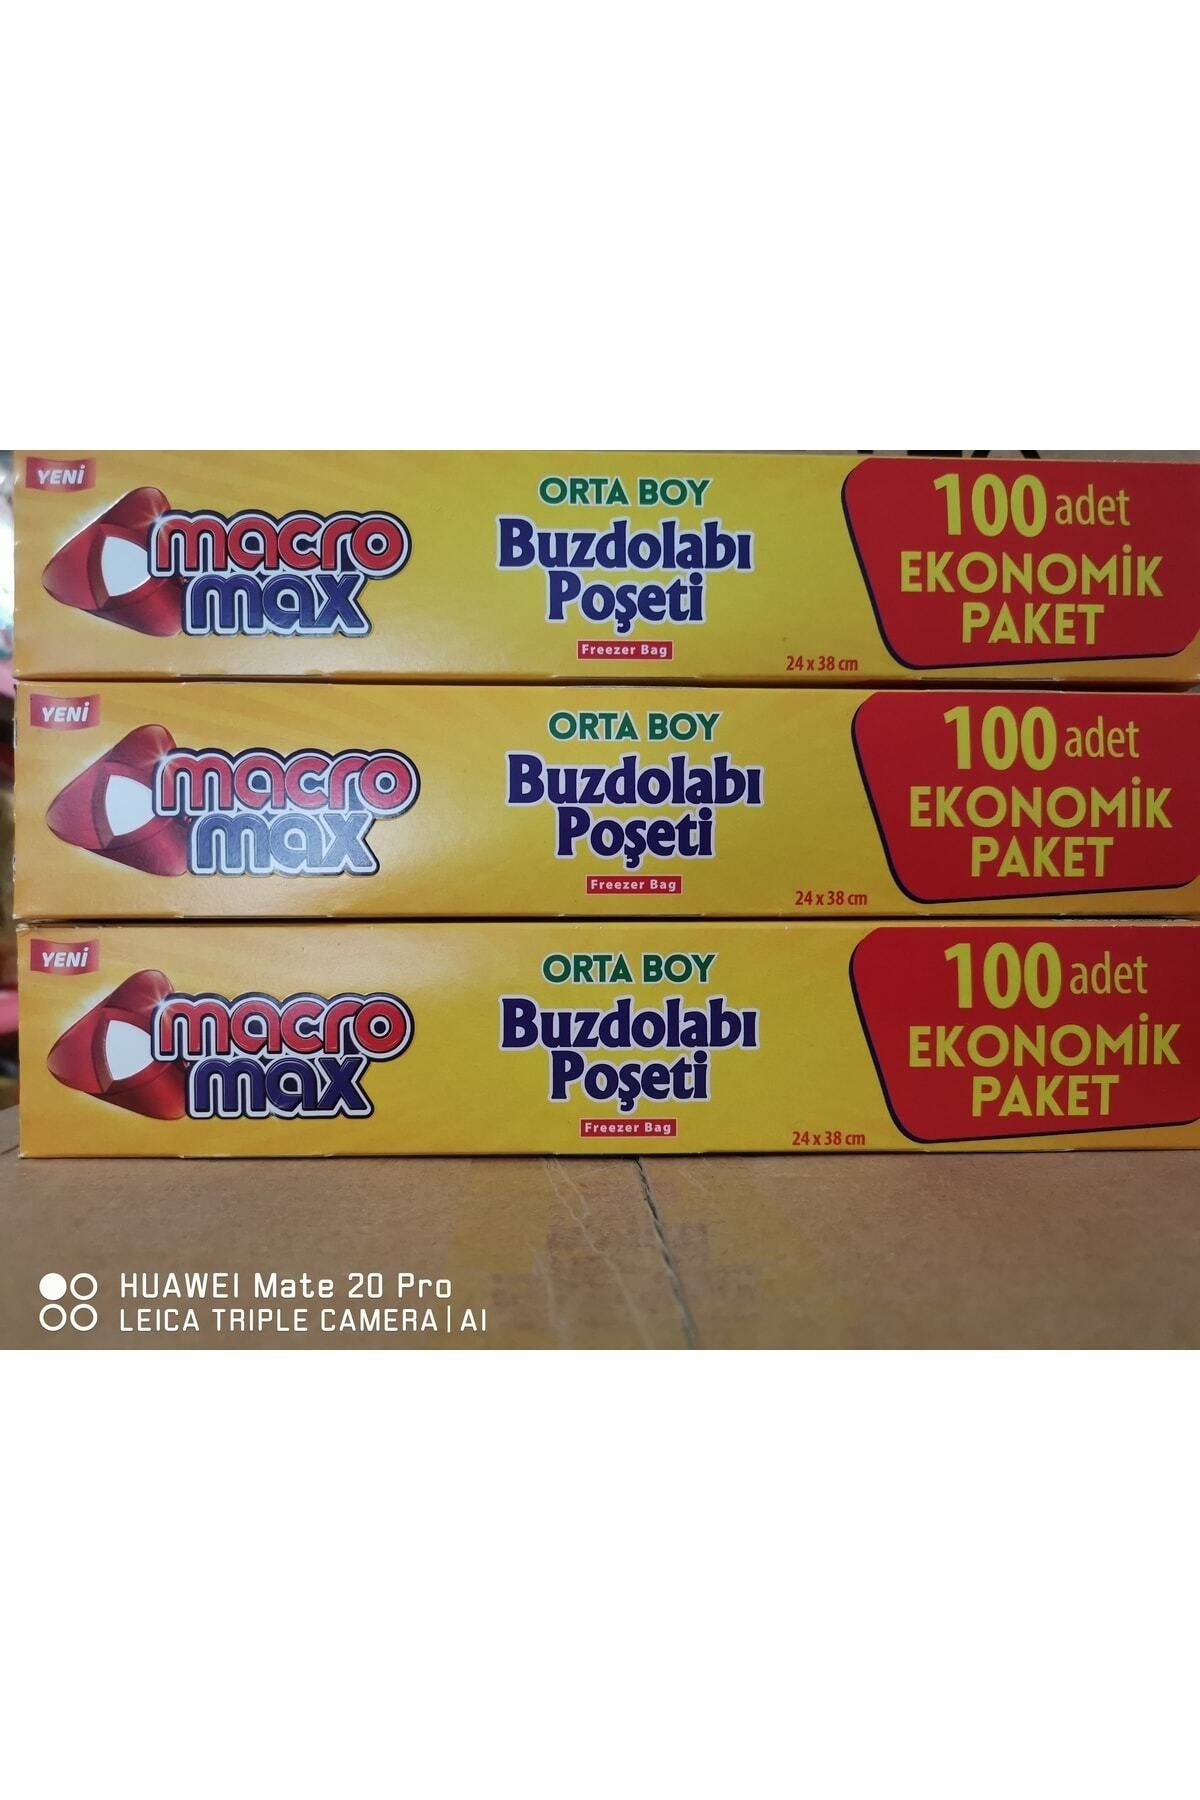 YENİ
macro
max
ORTA BOY
Buzdolabı
Poşeti
Freezer Bag
24 x 38 cm
100 adet
EKONOMİK
PAKET
YENİ
macro
max
ORTA BOY
Buzdolabı
Poşeti
Freezer Bag
24 x 38 cm
100 adet
EKONOMİK
PAKET
YENİ
macro
max
ORTA BOY
Buzdolabı
Poşeti
Freezer Bag
24 x 38 cm
100 adet
EKONOMİK
PAKET
HUAWEI Mate 20 Pro
LEICA TRIPLE CAMERA | AI